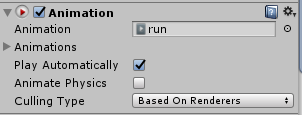 Animation
Animation run
Animations
Play Automatically
Animate Physics
Culling Type Based On Renderers